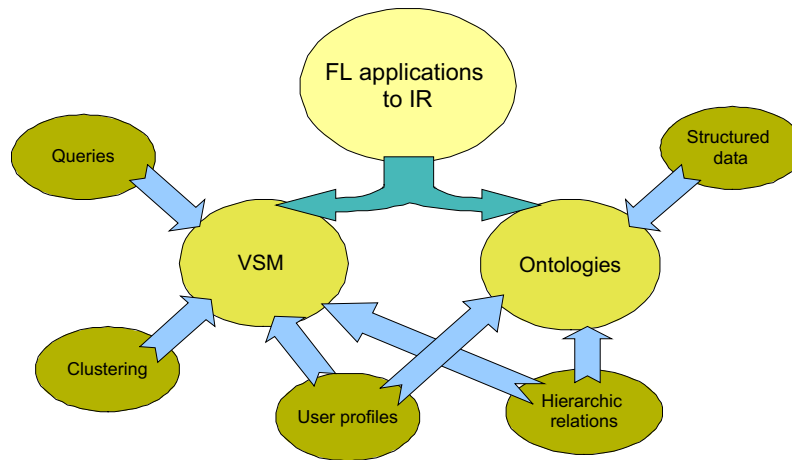 FL applications
to IR
Queries
Structured
data
VSM
Ontologies
Clustering
User profiles
Hierarchic
relations